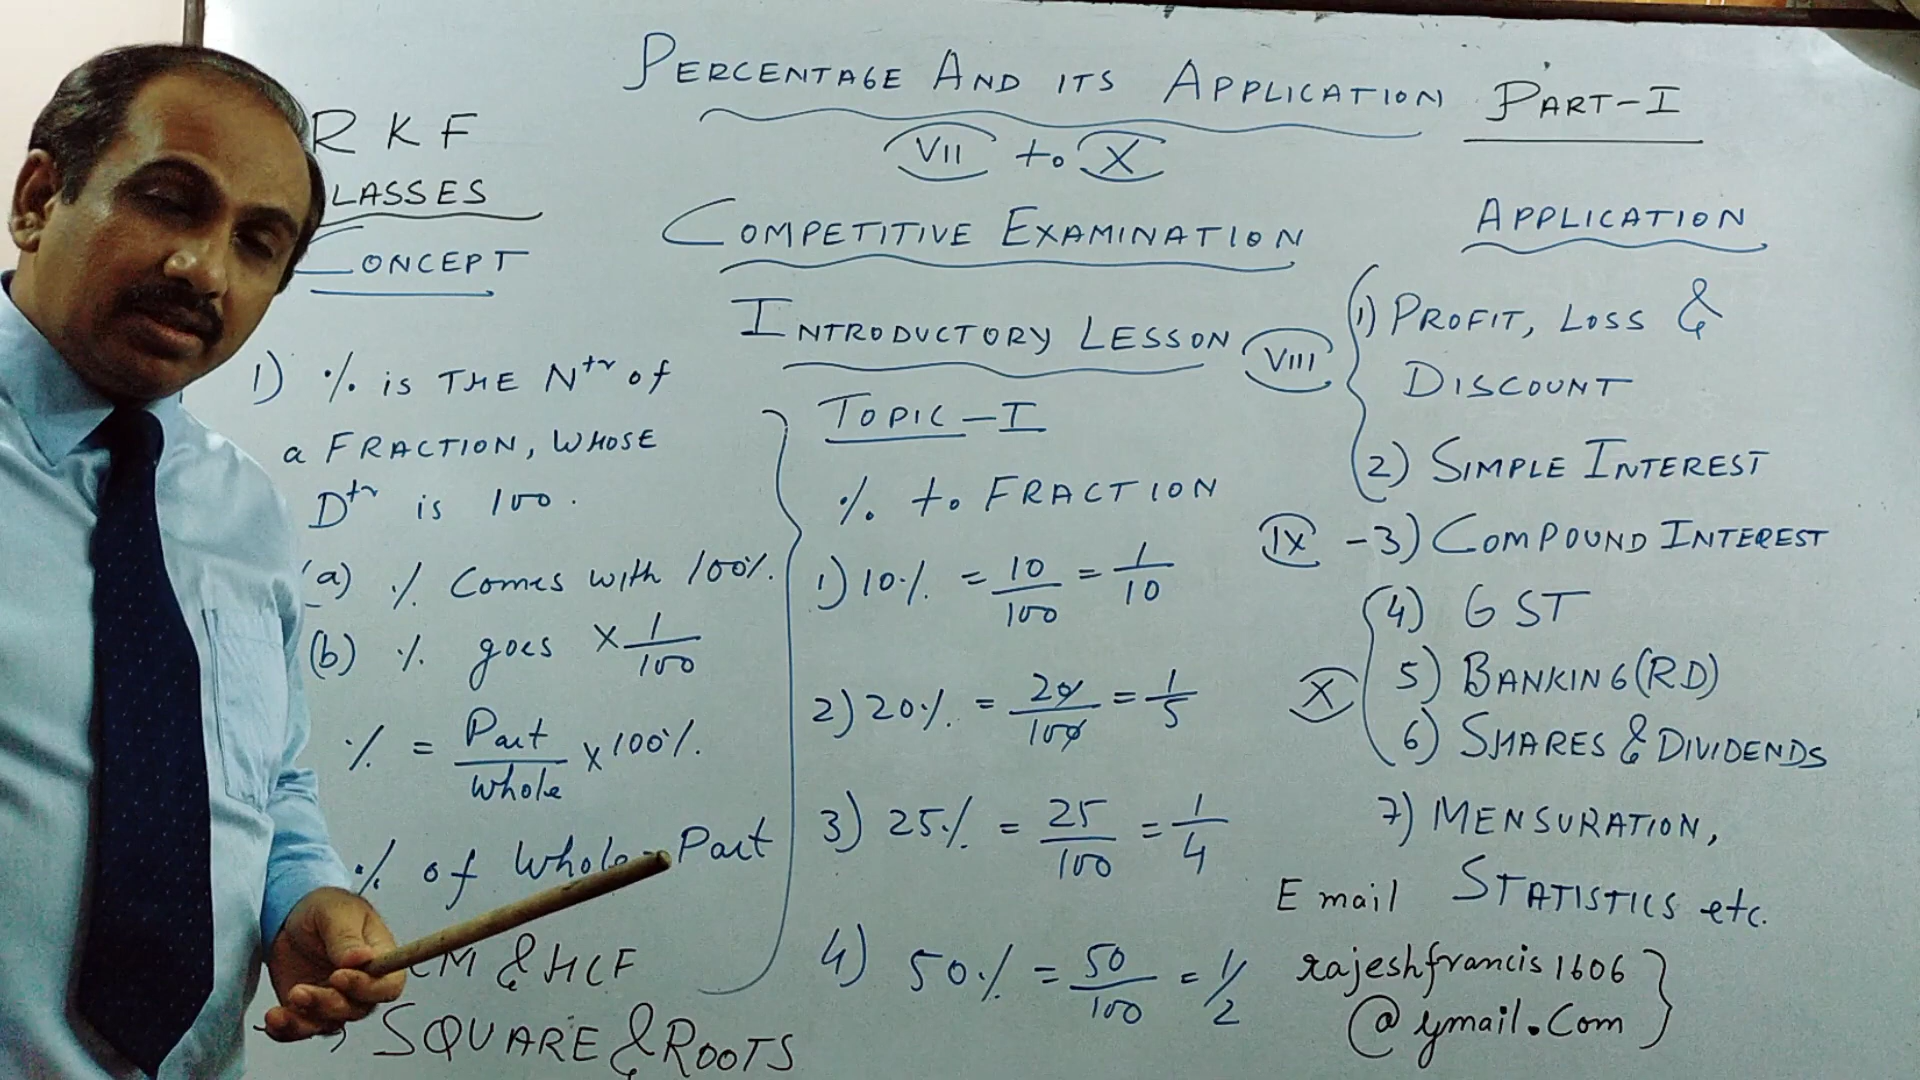 PERCENTAGE AND ITS APPLICATION PART-I
VII to X
COMPETITIVE EXAMINATION
INTRODUCTORY LESSON
RKF
LASSES
CONCEPT
1) % is THE Ntr of
a FRACTION, WHOSE
Dtr is 100.
(a) % Comes with 100%.
(b) % goes × 1/100
% = Part/Whole × 100%.
% of Whole = Part
CM & HCF
SQUARE & ROOTS
TOPIC-I
% to FRACTION
1) 10% = 10/100 = 1/10
2) 20% = 20/100 = 1/5
3) 25% = 25/100 = 1/4
4) 50% = 50/100 = 1/2
APPLICATION
VIII
1) PROFIT, LOSS &
DISCOUNT
2) SIMPLE INTEREST
IX -3) COMPOUND INTEREST
X
4) GST
5) BANKING (RD)
6) SHARES & DIVIDENDS
7) MENSURATION,
STATISTICS etc.
Email
rajeshfrancis1606
@ymail.Com